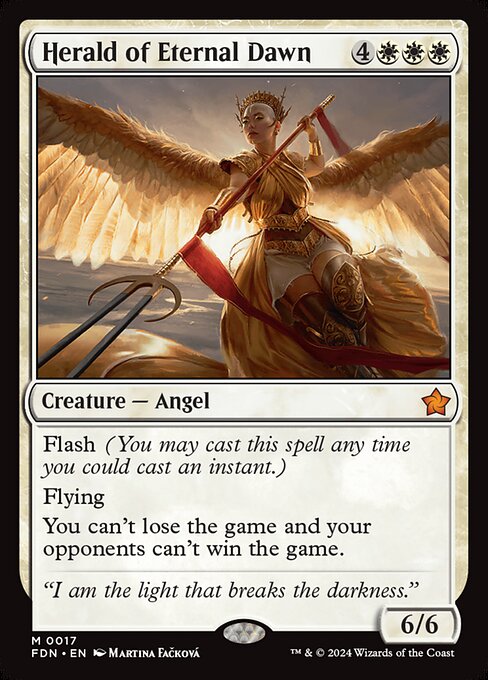 Herald of Eternal Dawn 4
Creature — Angel
Flash (You may cast this spell any time
you could cast an instant.)
Flying
You can't lose the game and your
opponents can't win the game.
"I am the light that breaks the darkness."
6/6
M 0017
FDN • EN Martina Fačková
™ & © 2024 Wizards of the Coast